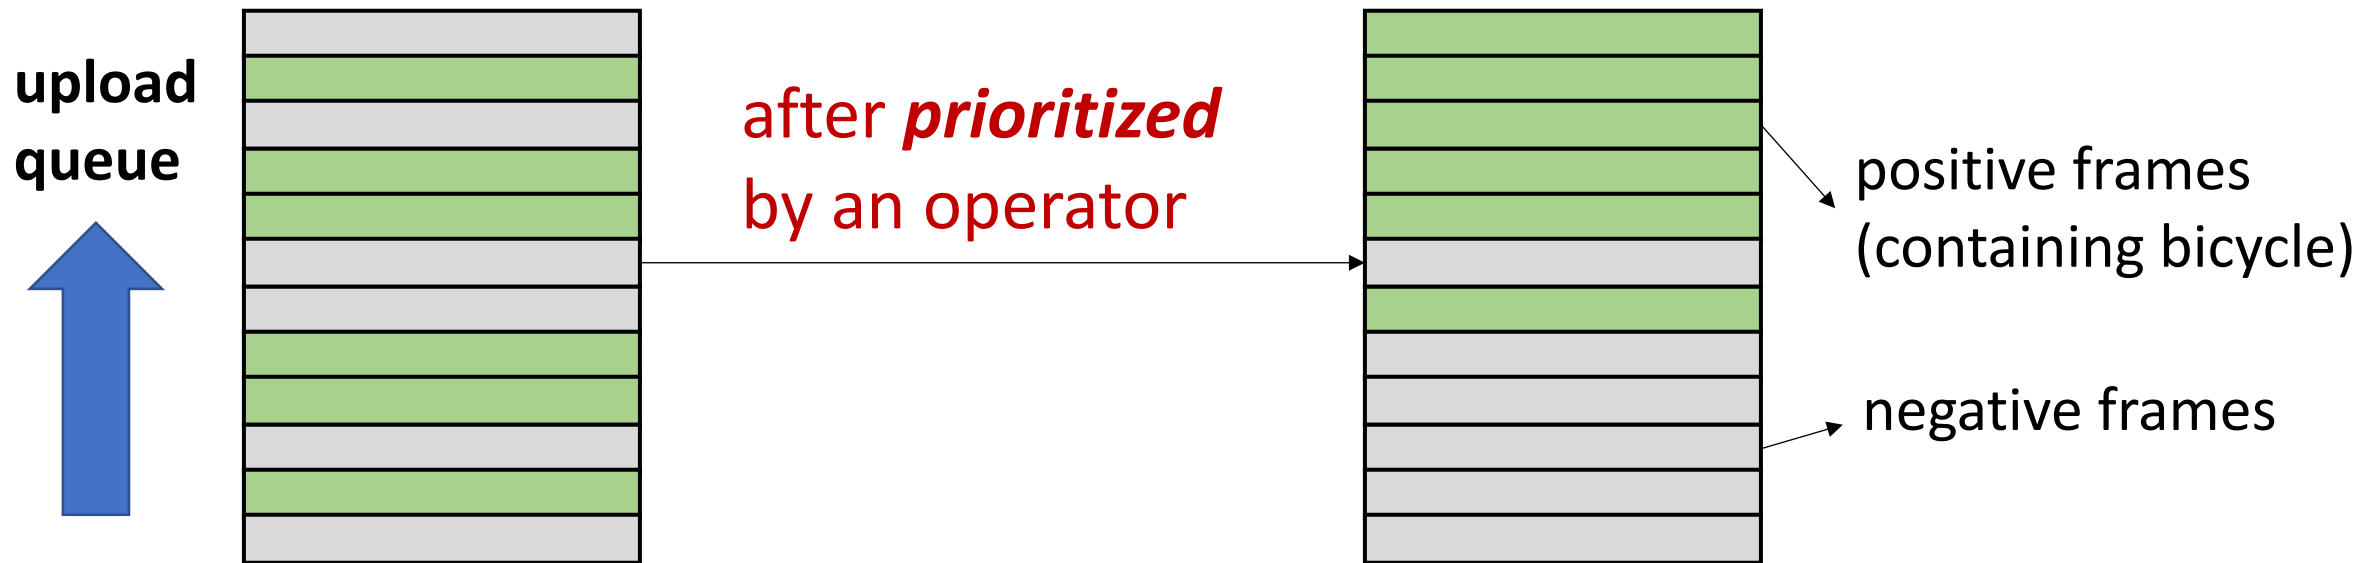 upload
queue
after prioritized
by an operator
positive frames
(containing bicycle)
negative frames